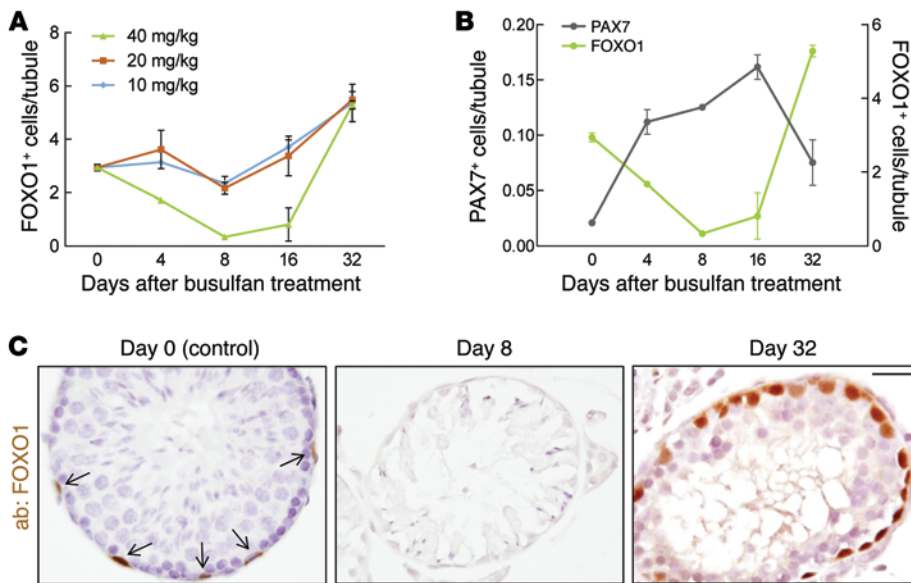 A
FOXO1⁺ cells/tubule
8
6
4
2
0
40 mg/kg
20 mg/kg
10 mg/kg
0 4 8 16 32
Days after busulfan treatment
B
PAX7⁺ cells/tubule
0.20
0.15
0.10
0.05
0.00
PAX7
FOXO1
6
4
2
0
FOXO1⁺ cells/tubule
0 4 8 16 32
Days after busulfan treatment
C
Day 0 (control) Day 8 Day 32
ab: FOXO1